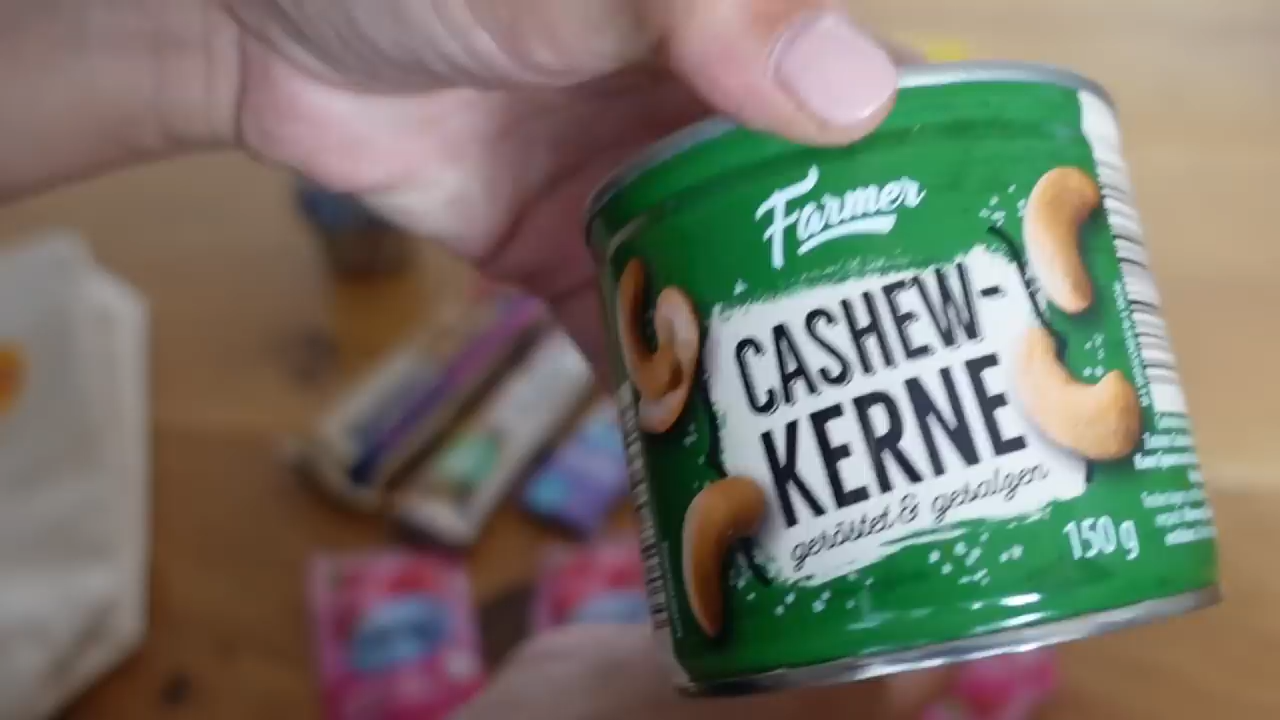 Farmer
CASHEW-
KERNE
geröstet & gesalzen
150g